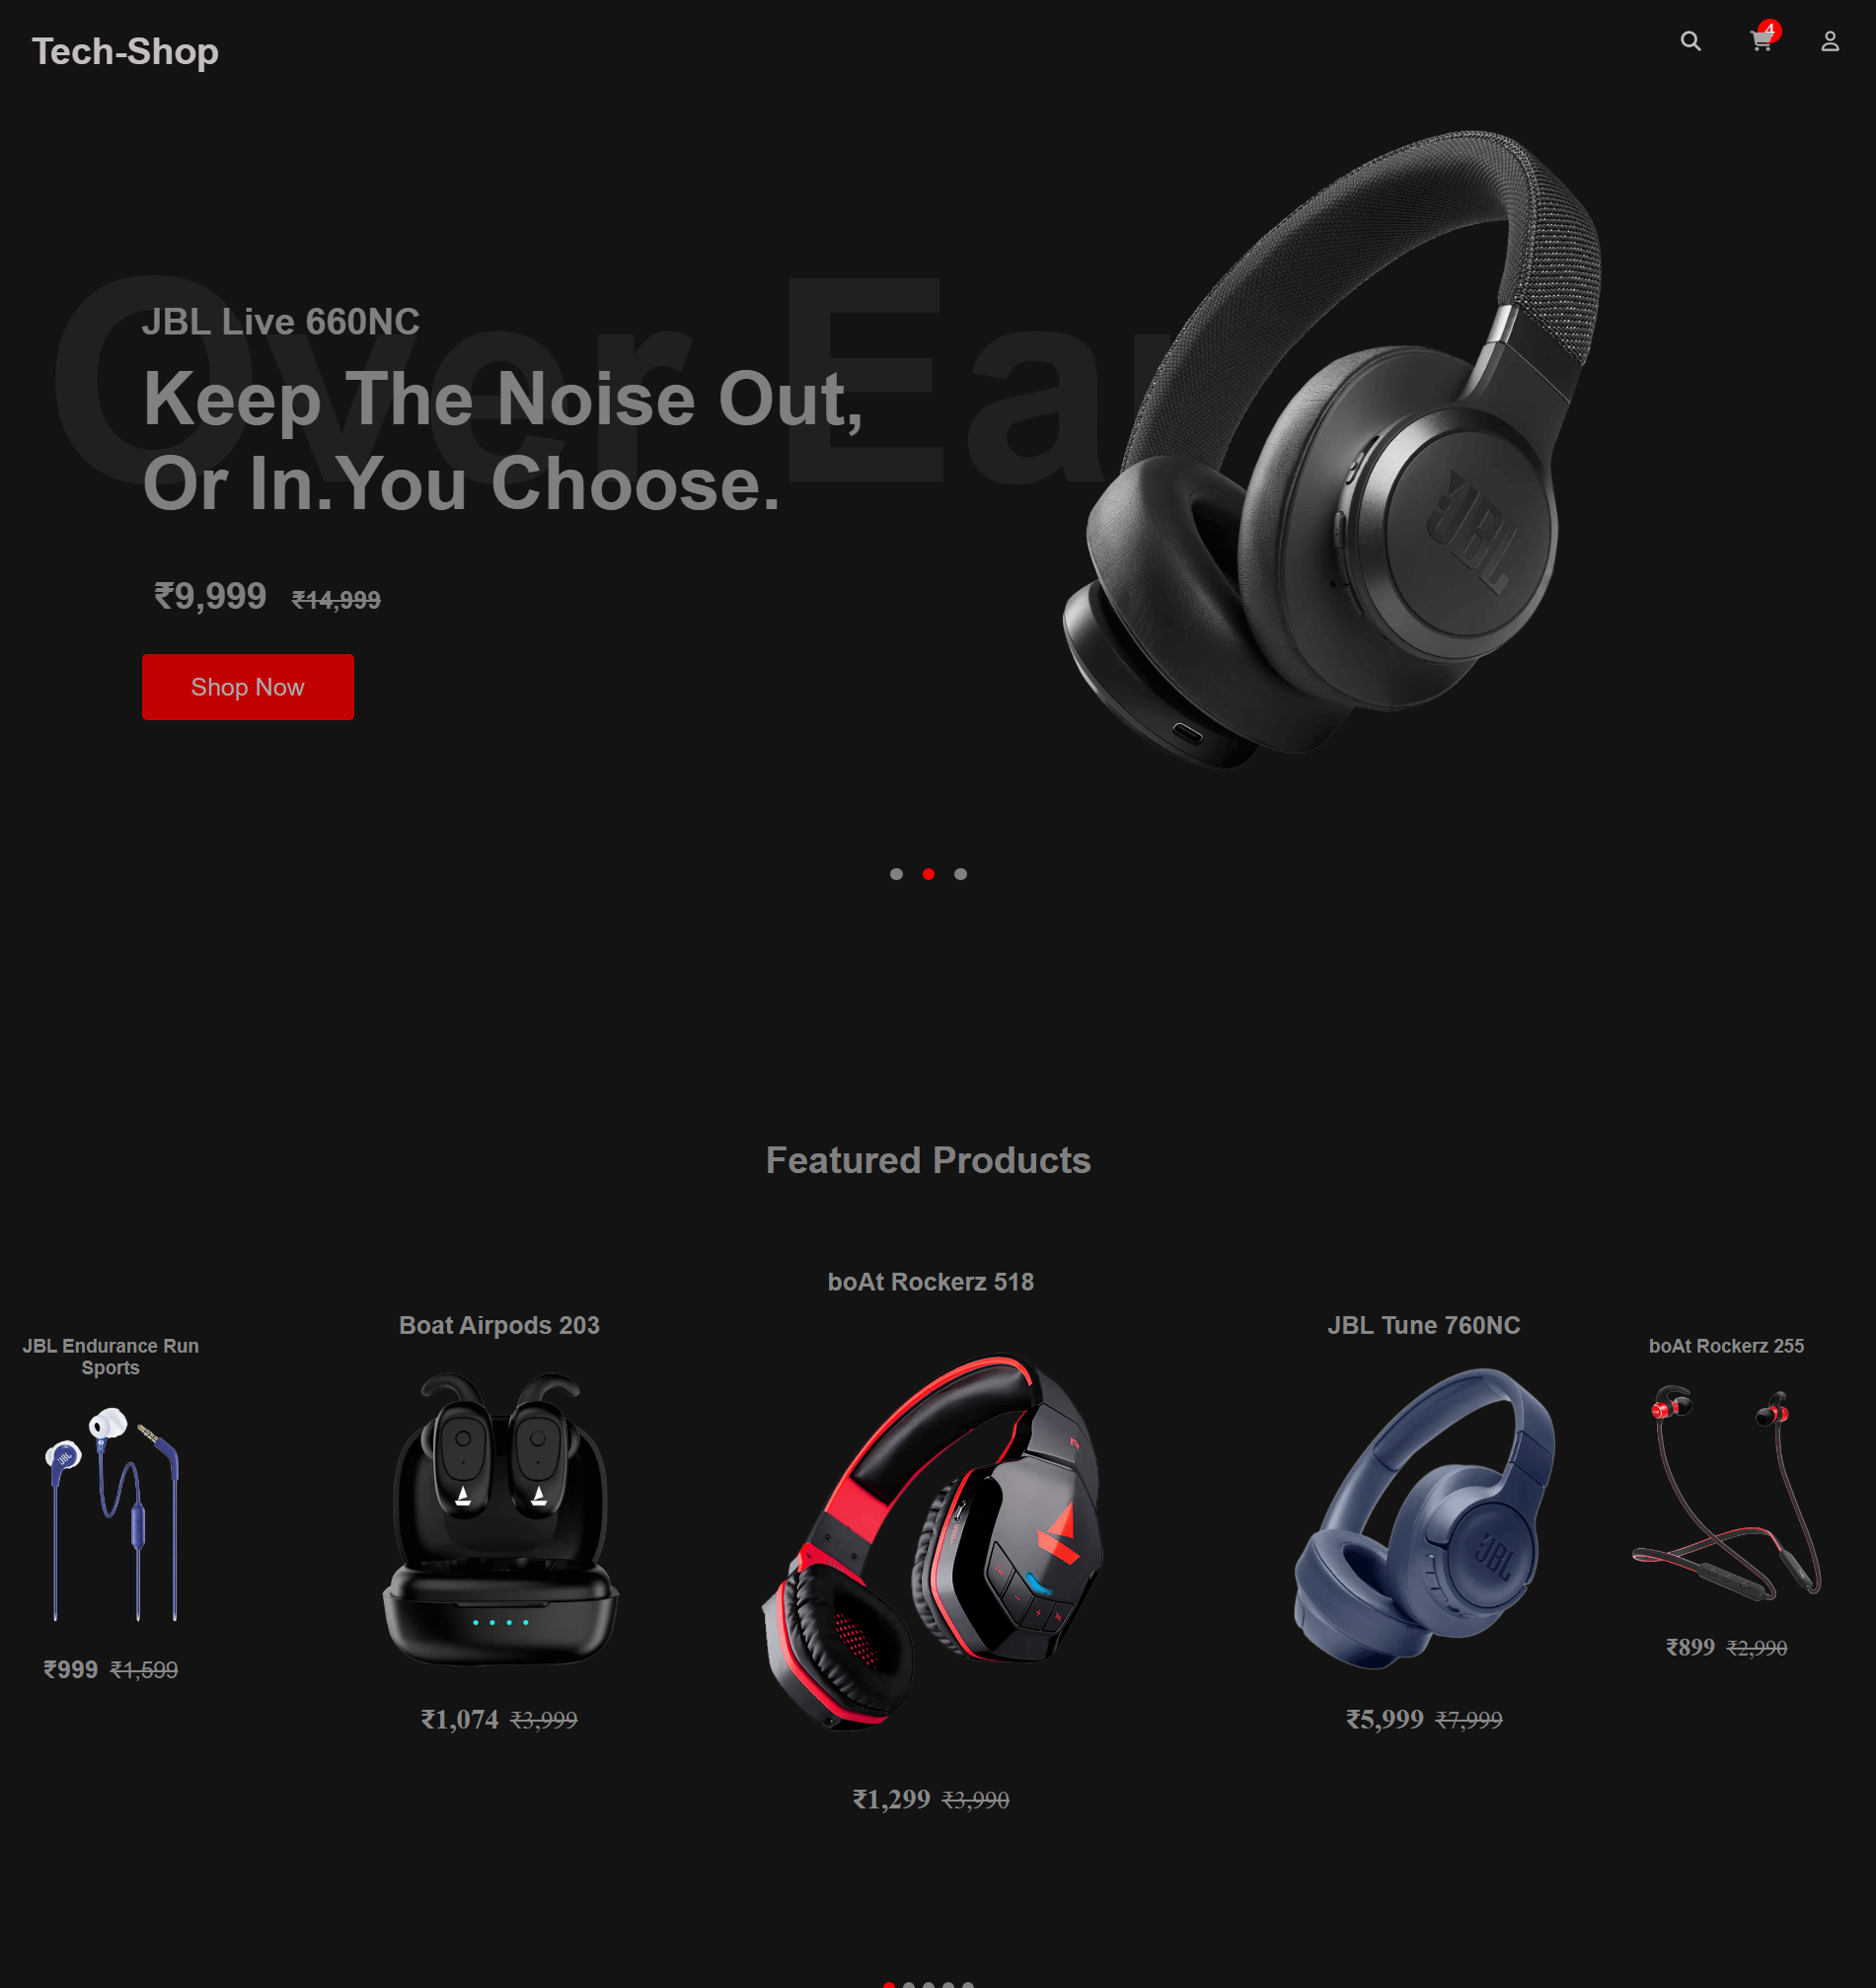 Tech-Shop
4
Over Ear
JBL Live 660NC
Keep The Noise Out,
Or In.You Choose.
₹9,999 ₹14,999
Shop Now
JBL
Featured Products
JBL Endurance Run
Sports
JBL
₹999 ₹1,599
Boat Airpods 203
₹1,074 ₹3,999
boAt Rockerz 518
₹1,299 ₹3,990
JBL Tune 760NC
JBL
₹5,999 ₹7,999
boAt Rockerz 255
₹899 ₹2,990